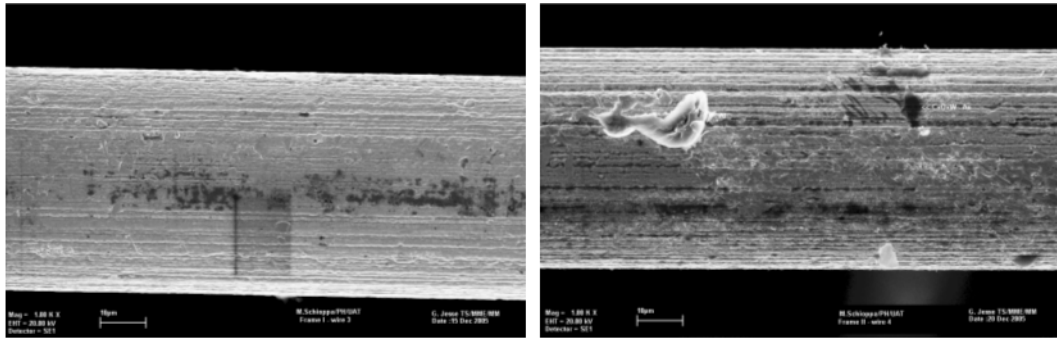 Mag = 1.00 K X
EHT = 20.00 kV
Detector = SE1
10µm
M.Schioppa/PH/UAT
Frame I - wire 3
G. Jesse TS/MME/MM
Date :15 Dec 2005
Mag = 1.00 K X
EHT = 20.00 kV
Detector = SE1
10µm
M.Schioppa/PH/UAT
Frame II - wire 4
G. Jesse TS/MME/MM
Date :20 Dec 2005